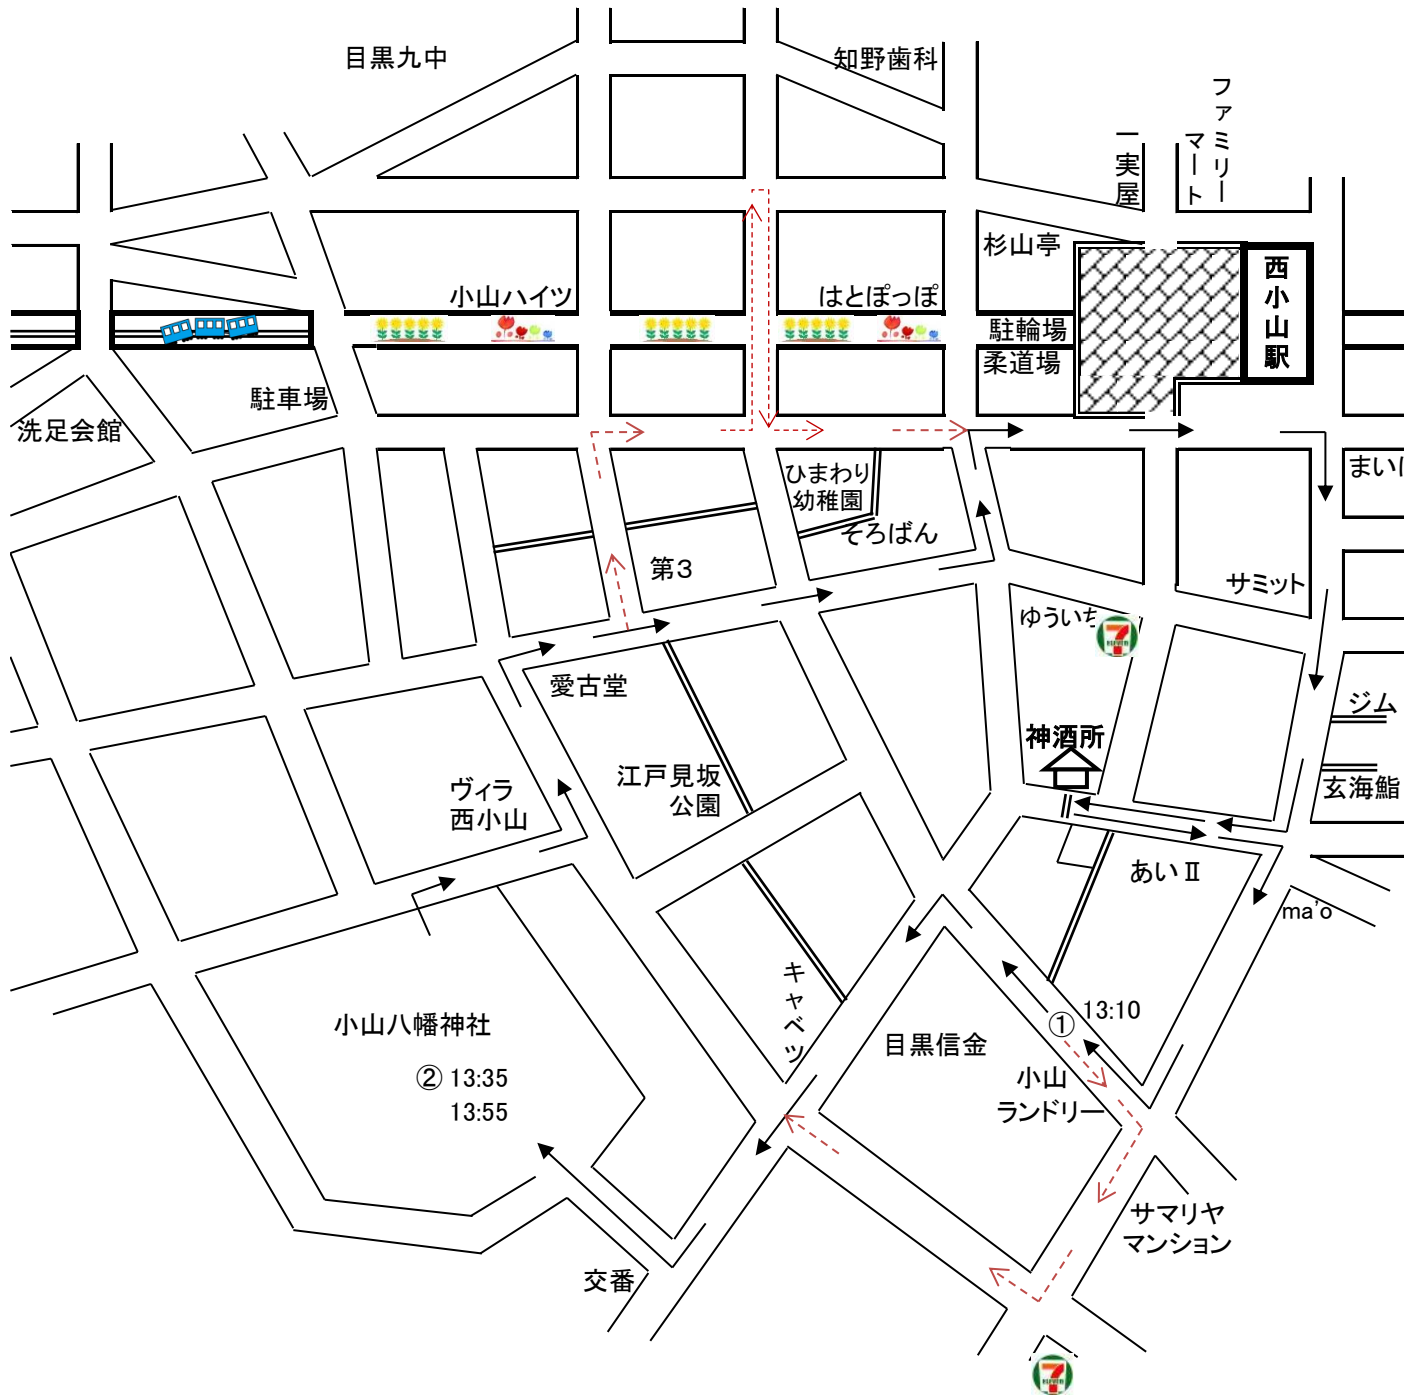 目黒九中
知野歯科
ファミリー
マート
一実屋
杉山亭
西小山駅
小山ハイツ
はとぽっぽ
駐輪場
柔道場
駐車場
洗足会館
まいば
ひまわり
幼稚園
そろばん
第3
サミット
ゆういち
愛古堂
ジム
神酒所
江戸見坂
公園
ヴィラ
西小山
玄海鮨
あいⅡ
ma'o
キャベツ
13:10
①
小山八幡神社
目黒信金
② 13:35
13:55
小山
ランドリー
サマリヤ
マンション
交番